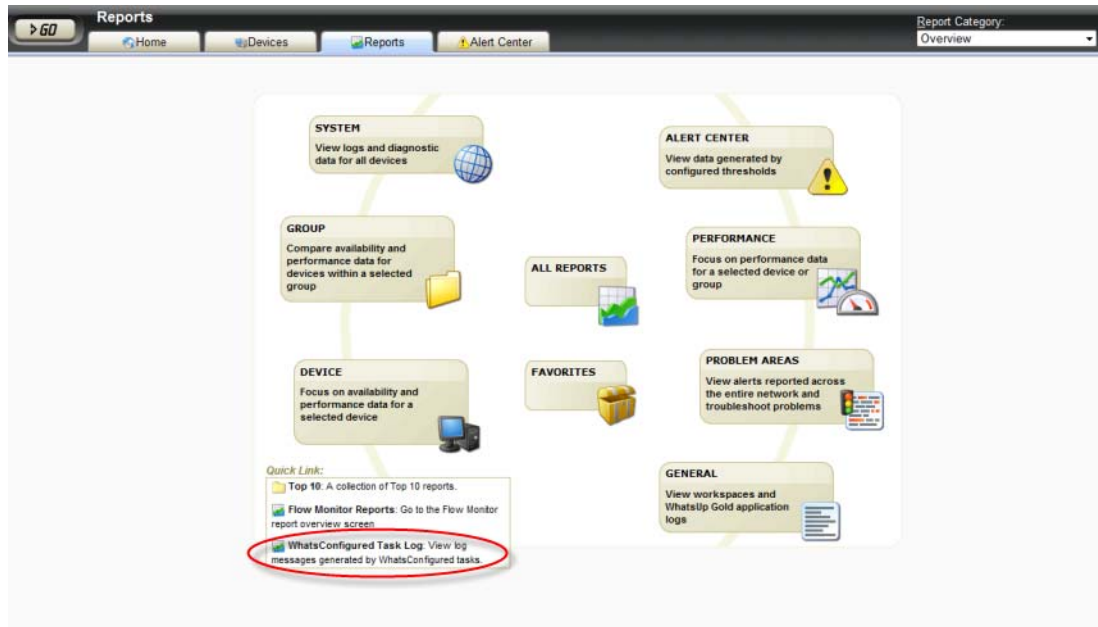 GO
Reports
Report Category:
Home
Devices
Reports
Alert Center
Overview
SYSTEM
View logs and diagnostic
data for all devices
ALERT CENTER
View data generated by
configured thresholds
GROUP
Compare availability and
performance data for
devices within a selected
group
ALL REPORTS
PERFORMANCE
Focus on performance data
for a selected device or
group
DEVICE
Focus on availability and
performance data for a
selected device
FAVORITES
PROBLEM AREAS
View alerts reported across
the entire network and
troubleshoot problems
Quick Link:
Top 10: A collection of Top 10 reports.
Flow Monitor Reports: Go to the Flow Monitor
report overview screen
WhatsConfigured Task Log: View log
messages generated by WhatsConfigured tasks.
GENERAL
View workspaces and
WhatsUp Gold application
logs